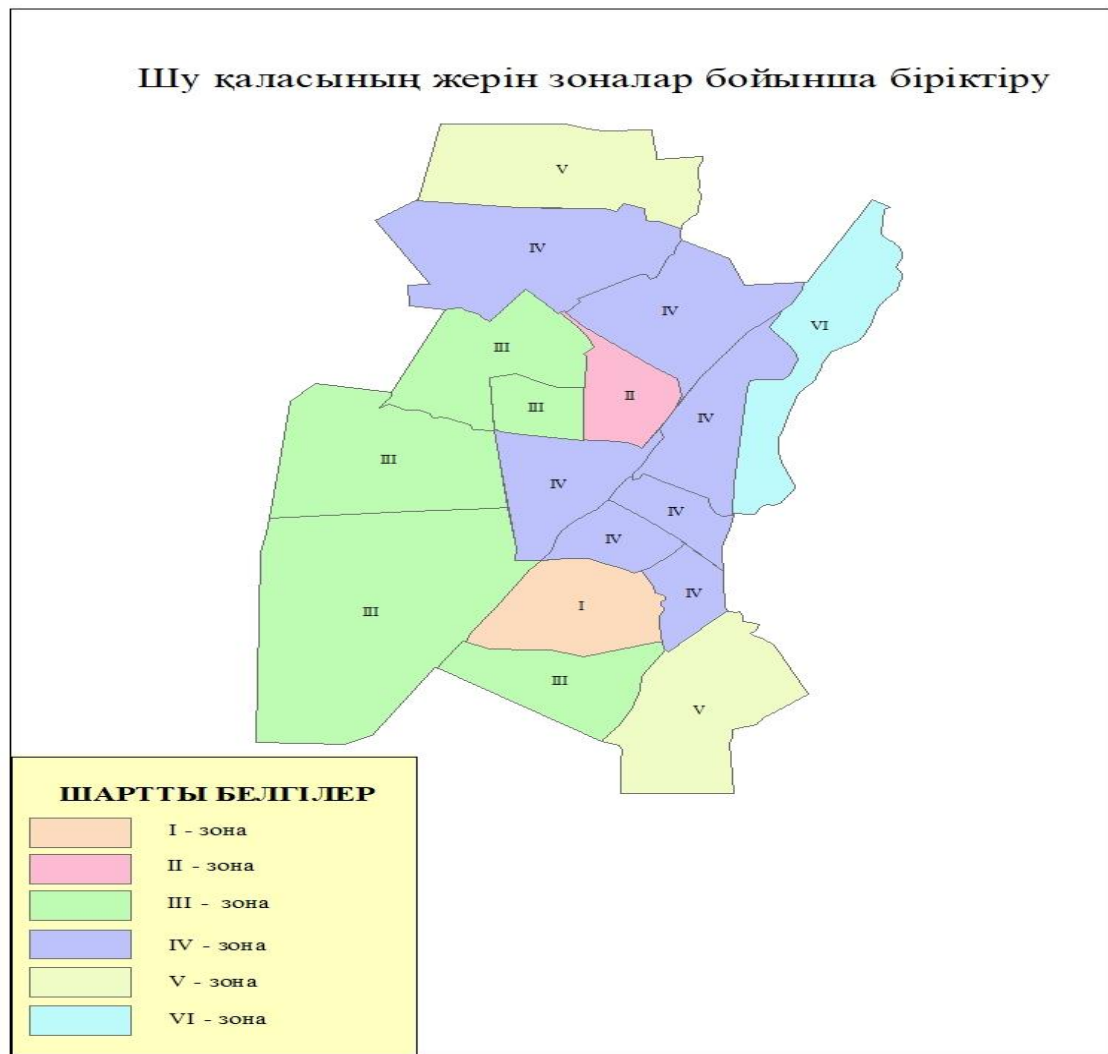 Шу қаласының жерін зоналар бойынша біріктіру
V
IV
IV
VI
III
II
III
IV
III
IV
IV
IV
IV
I
III
III
V
ШАРТТЫ БЕЛГІЛЕР
I - зона
II - зона
III - зона
IV - зона
V - зона
VI - зона